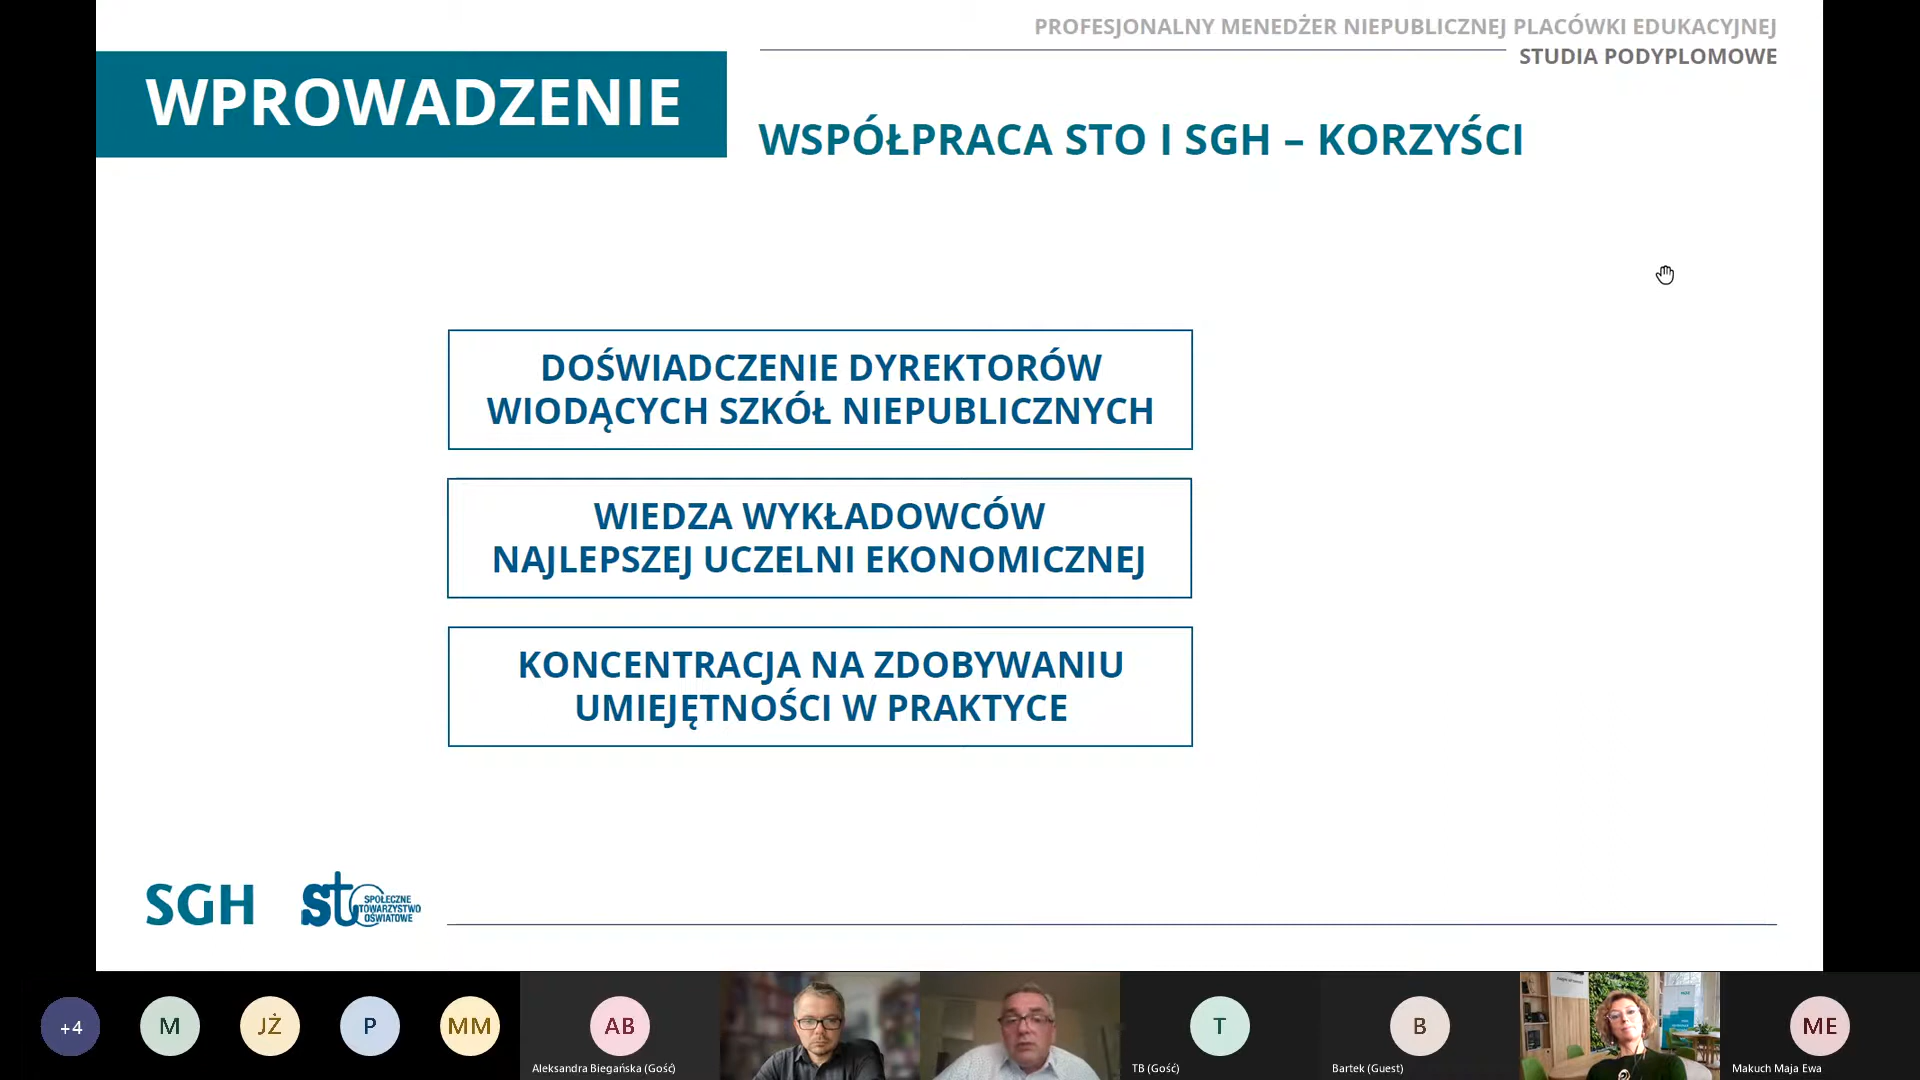 PROFESJONALNY MENEDŻER NIEPUBLICZNEJ PLACÓWKI EDUKACYJNEJ
STUDIA PODYPLOMOWE
WPROWADZENIE
WSPÓŁPRACA STO I SGH – KORZYŚCI
DOŚWIADCZENIE DYREKTORÓW
WIODĄCYCH SZKÓŁ NIEPUBLICZNYCH
WIEDZA WYKŁADOWCÓW
NAJLEPSZEJ UCZELNI EKONOMICZNEJ
KONCENTRACJA NA ZDOBYWANIU
UMIEJĘTNOŚCI W PRAKTYCE
SGH
sto
SPOŁECZNE
TOWARZYSTWO
OŚWIATOWE
+4
M
JŻ
P
MM
AB
T
B
ME
Aleksandra Biegańska (Gość)
TB (Gość)
Bartek (Guest)
Makuch Maja Ewa